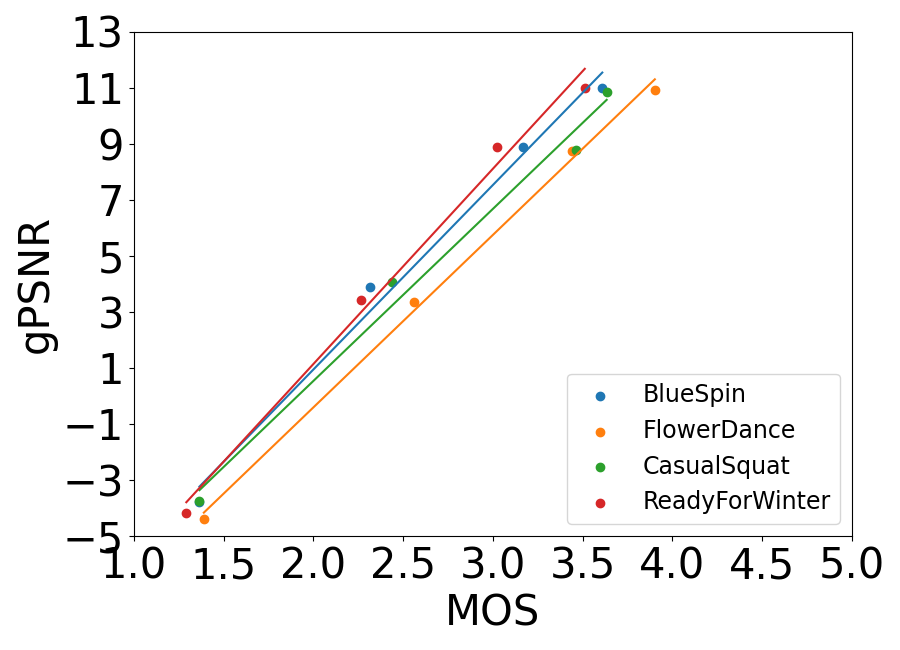 13
11
9
7
5
3
1
−1
−3
−5
gPSNR
1.0 1.5 2.0 2.5 3.0 3.5 4.0 4.5 5.0
MOS
BlueSpin
FlowerDance
CasualSquat
ReadyForWinter